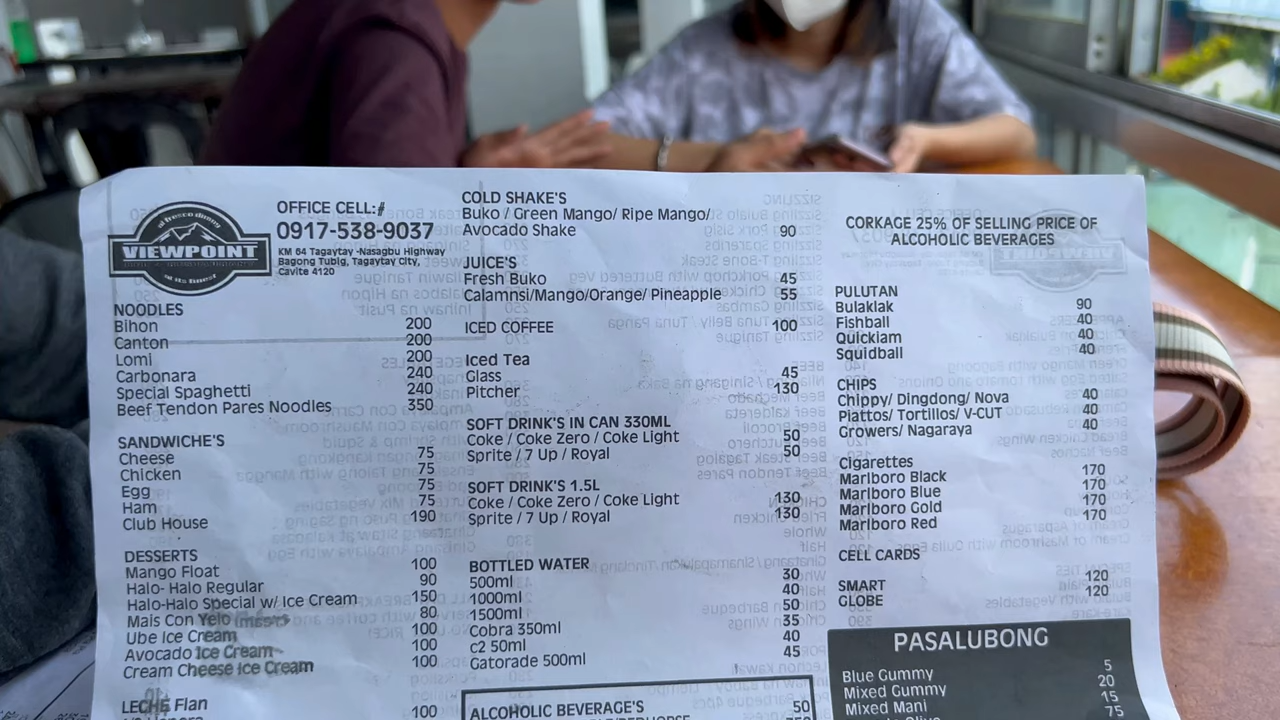 al fresco dining
VIEWPOINT
at its finest
OFFICE CELL:#
0917-538-9037
KM 64 Tagaytay -Nasagbu Highway
Bagong Tubig, Tagaytay City,
Cavite 4120
NOODLES
Bihon 200
Canton 200
Lomi 200
Carbonara 240
Special Spaghetti 240
Beef Tendon Pares Noodles 350
SANDWICHE'S
Cheese 75
Chicken 75
Egg 75
Ham 75
Club House 190
DESSERTS
Mango Float 100
Halo- Halo Regular 90
Halo-Halo Special w/ Ice Cream 150
Mais Con Yelo 80
Ube Ice Cream 100
Avocado Ice Cream 100
Cream Cheese Ice Cream 100
LECHE Flan 100
COLD SHAKE'S
Buko / Green Mango/ Ripe Mango/
Avocado Shake 90
JUICE'S
Fresh Buko 45
Calamnsi/Mango/Orange/ Pineapple 55
ICED COFFEE 100
Iced Tea
Glass 45
Pitcher 130
SOFT DRINK'S IN CAN 330ML
Coke / Coke Zero / Coke Light 50
Sprite / 7 Up / Royal 50
SOFT DRINK'S 1.5L
Coke / Coke Zero / Coke Light 130
Sprite / 7 Up / Royal 130
BOTTLED WATER
500ml 30
1000ml 40
1500ml 50
Cobra 350ml 35
c2 50ml 40
Gatorade 500ml 45
ALCOHOLIC BEVERAGE'S
50
CORKAGE 25% OF SELLING PRICE OF
ALCOHOLIC BEVERAGES
PULUTAN
Bulaklak 90
Fishball 40
Quickiam 40
Squidball 40
CHIPS
Chippy/ Dingdong/ Nova 40
Piattos/ Tortillos/ V-CUT 40
Growers/ Nagaraya 40
Cigarettes
Marlboro Black 170
Marlboro Blue 170
Marlboro Gold 170
Marlboro Red 170
CELL CARDS
SMART 120
GLOBE 120
PASALUBONG
Blue Gummy 5
Mixed Gummy 20
Mixed Mani 15
75